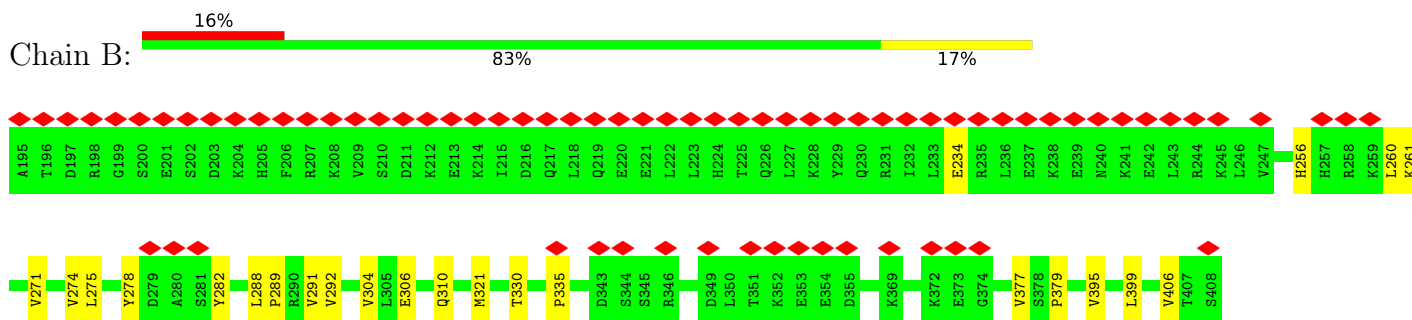 16%
Chain B:
83% 17%
A195 T196 D197 R198 G199 S200 E201 S202 D203 K204 H205 F206 R207 K208 V209 S210 D211 K212 E213 K214 I215 D216 Q217 L218 Q219 E220 E221 L222 L223 H224 T225 Q226 L227 K228 Y229 Q230 R231 I232 L233 E234 R235 L236 E237 K238 E239 N240 K241 E242 L243 R244 K245 L246 V247 H256 H257 R258 K259 L260 K261
V271 V274 L275 Y278 D279 A280 S281 Y282 L288 P289 R290 V291 V292 V304 L305 E306 Q310 M321 T330 P335 D343 S344 S345 R346 D349 L350 T351 K352 E353 E354 D355 K369 K372 E373 G374 V377 S378 P379 V395 L399 V406 T407 S408